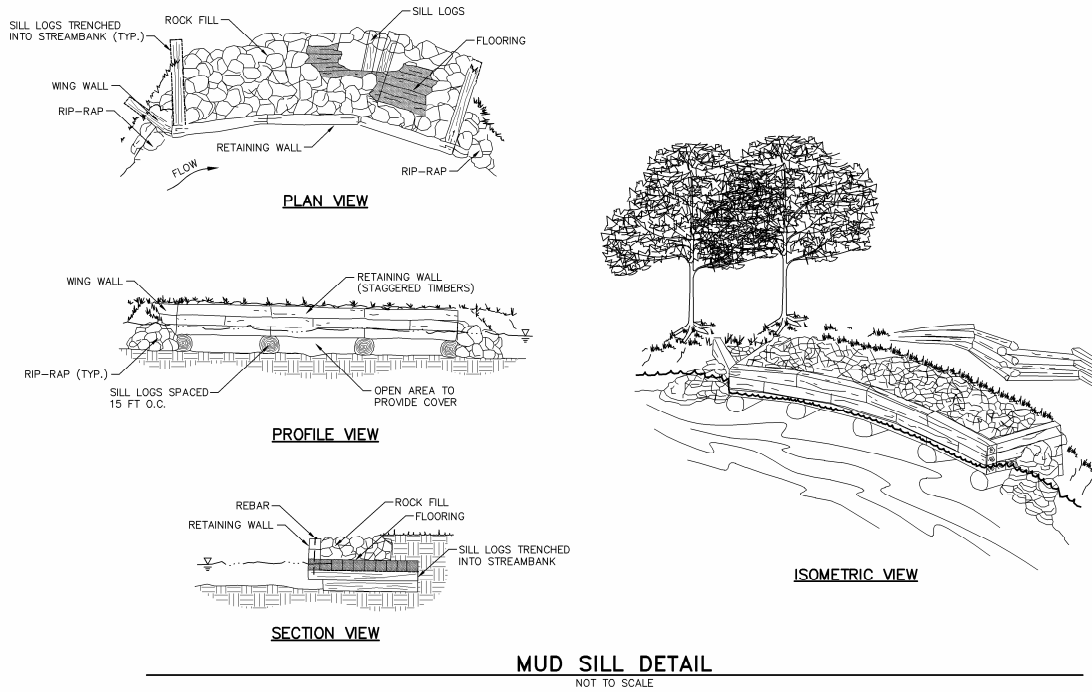 SILL LOGS TRENCHED
INTO STREAMBANK (TYP.)
ROCK FILL
SILL LOGS
FLOORING
WING WALL
RIP-RAP
RETAINING WALL
FLOW
RIP-RAP
PLAN VIEW
WING WALL
RETAINING WALL
(STAGGERED TIMBERS)
RIP-RAP (TYP.)
SILL LOGS SPACED
15 FT O.C.
OPEN AREA TO
PROVIDE COVER
PROFILE VIEW
REBAR
ROCK FILL
RETAINING WALL
FLOORING
SILL LOGS TRENCHED
INTO STREAMBANK
SECTION VIEW
ISOMETRIC VIEW
MUD SILL DETAIL
NOT TO SCALE